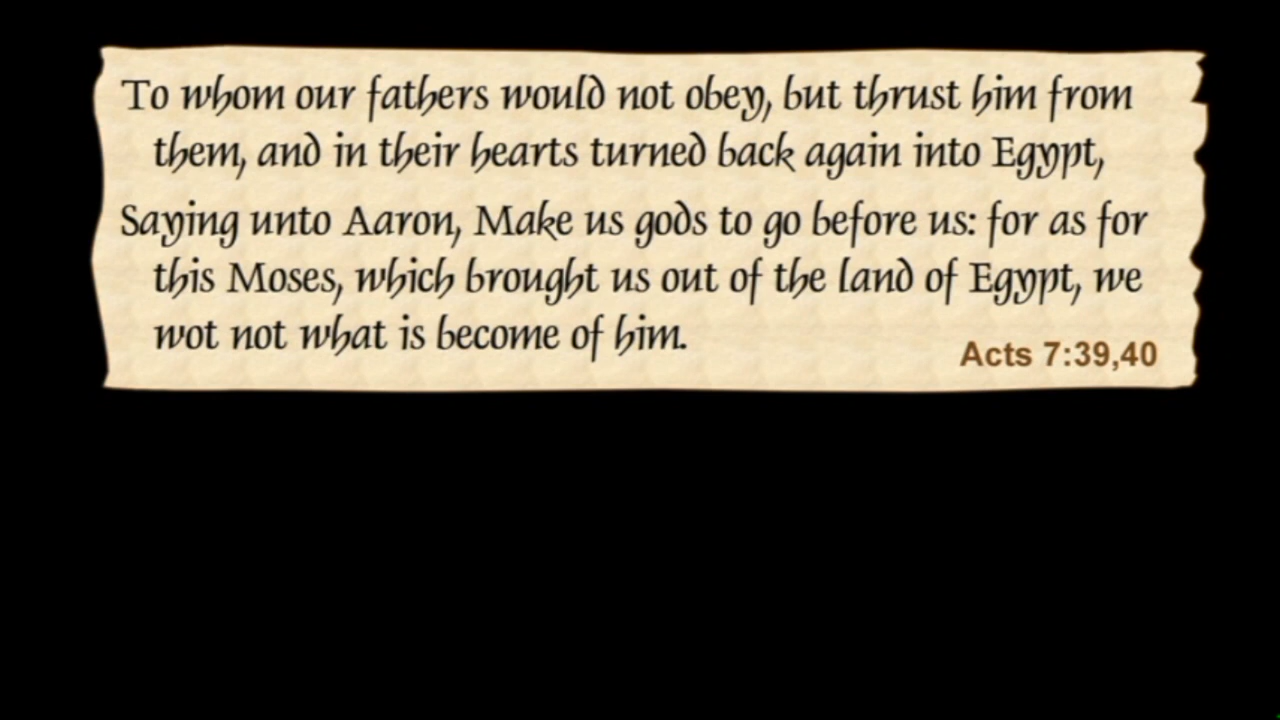 To whom our fathers would not obey, but thrust him from
them, and in their hearts turned back again into Egypt,
Saying unto Aaron, Make us gods to go before us: for as for
this Moses, which brought us out of the land of Egypt, we
wot not what is become of him.
Acts 7:39,40